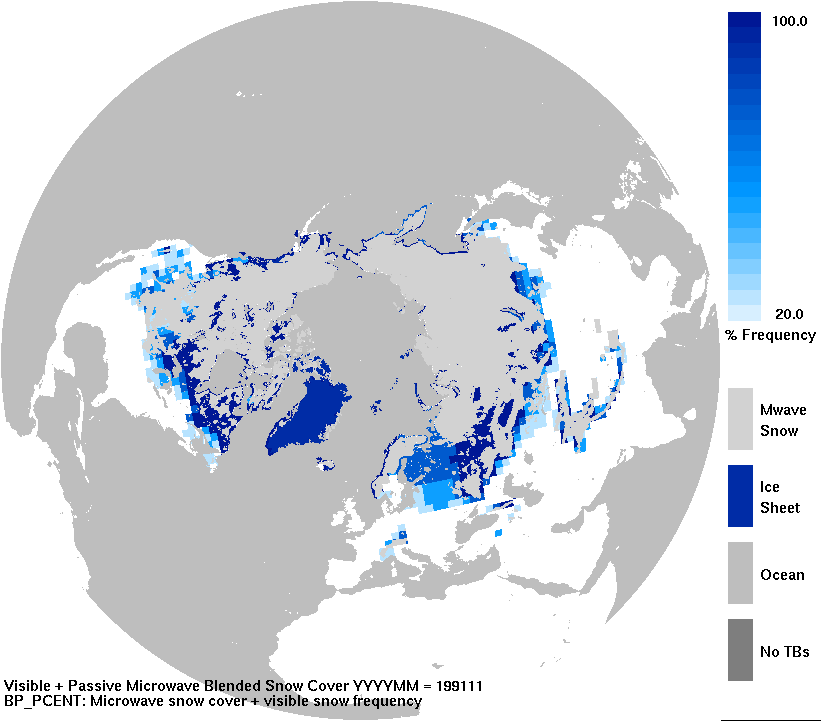 100.0
20.0
% Frequency
Mwave
Snow
Ice
Sheet
Ocean
No TBs
Visible + Passive Microwave Blended Snow Cover YYYYMM = 199111
BP_PCENT: Microwave snow cover + visible snow frequency